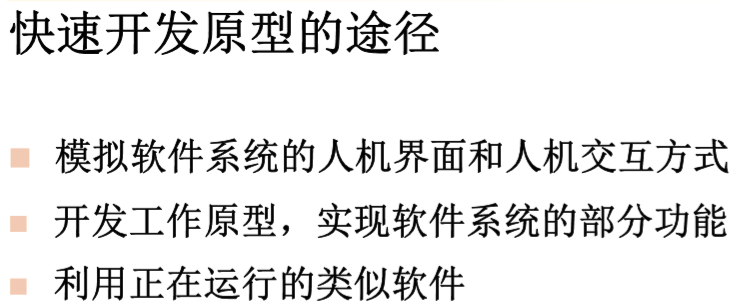 快速开发原型的途径
模拟软件系统的人机界面和人机交互方式
开发工作原型，实现软件系统的部分功能
利用正在运行的类似软件